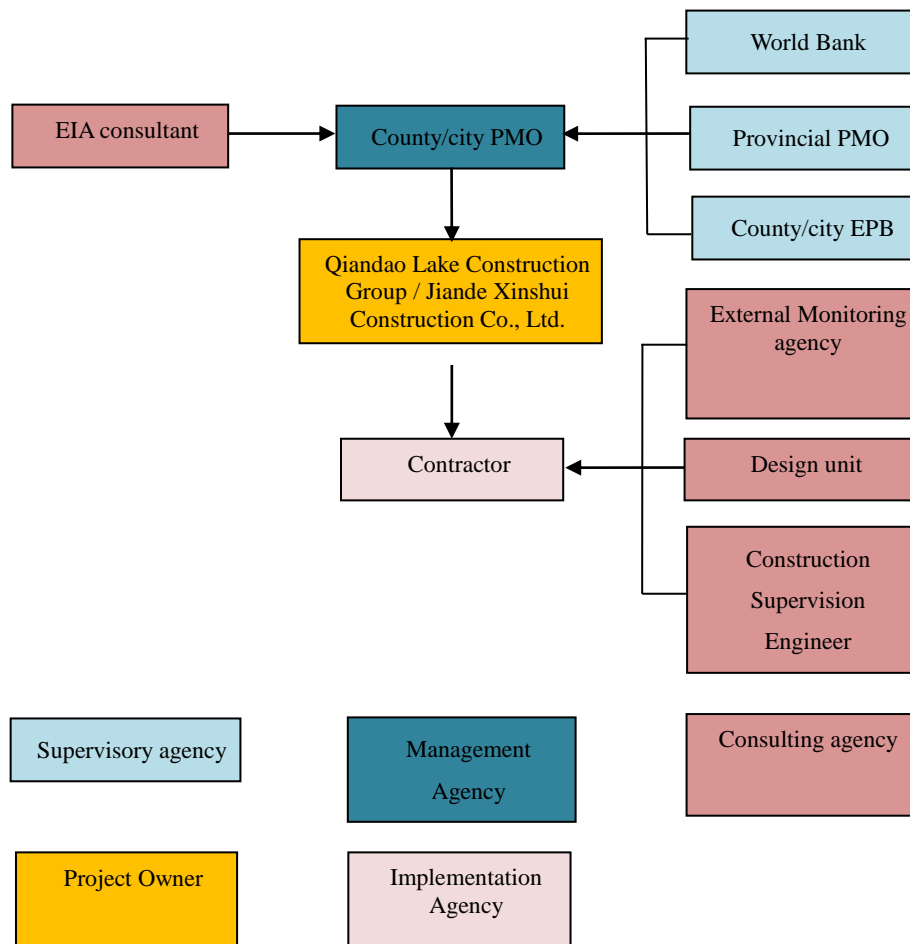 World Bank
EIA consultant
County/city PMO
Provincial PMO
County/city EPB
Qiandao Lake Construction
Group / Jiande Xinshui
Construction Co., Ltd.
External Monitoring
agency
Contractor
Design unit
Construction
Supervision
Engineer
Supervisory agency
Management
Agency
Consulting agency
Project Owner
Implementation
Agency